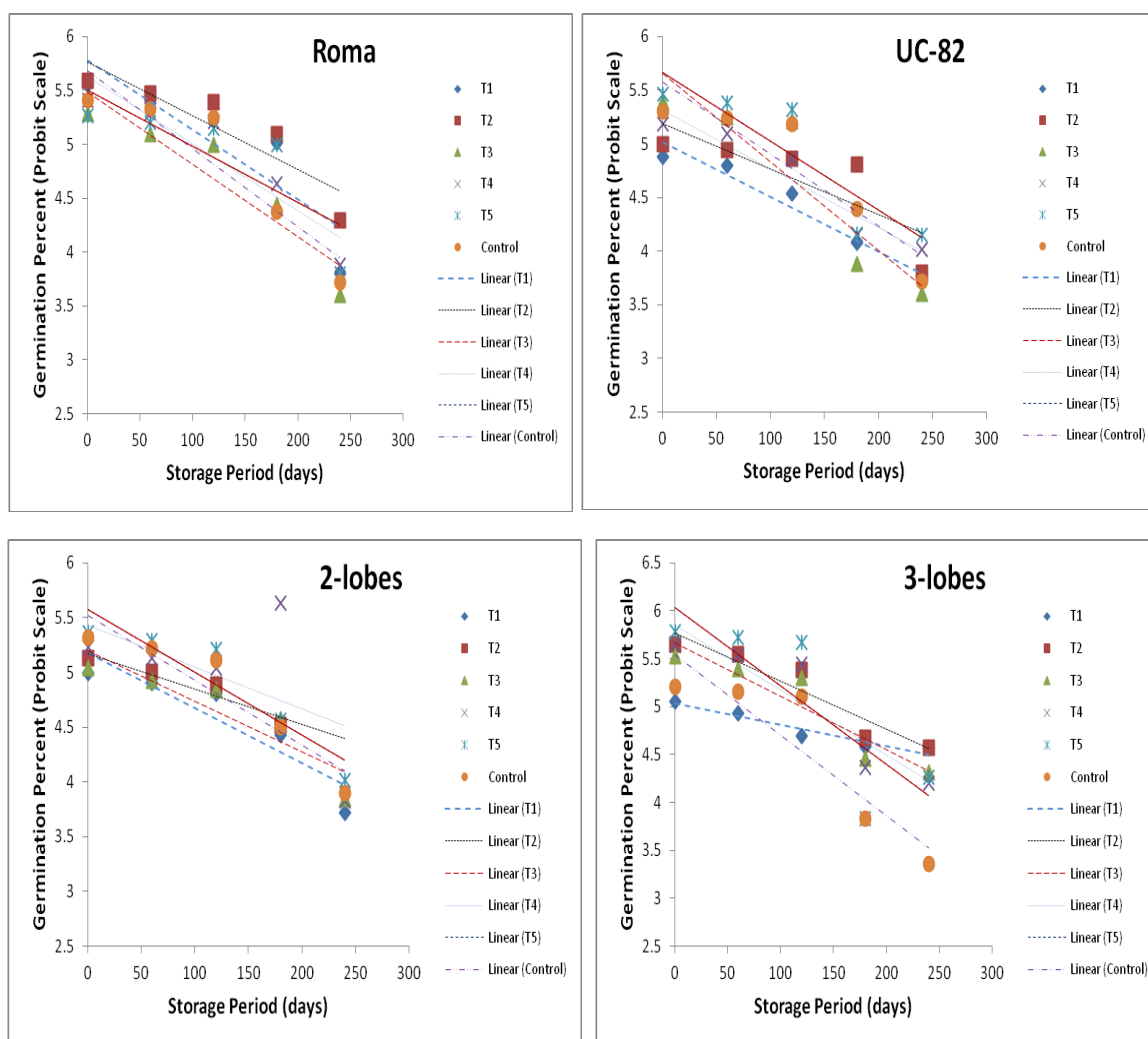 Roma
Germination Percent (Probit Scale)
6
5.5
5
4.5
4
3.5
3
2.5
0 50 100 150 200 250 300
Storage Period (days)
T1
T2
T3
T4
T5
Control
Linear (T1)
Linear (T2)
Linear (T3)
Linear (T4)
Linear (T5)
Linear (Control)
UC-82
Germination Percent (Probit Scale)
6
5.5
5
4.5
4
3.5
3
2.5
0 50 100 150 200 250 300
Storage Period (days)
T1
T2
T3
T4
T5
Control
Linear (T1)
Linear (T2)
Linear (T3)
Linear (T4)
Linear (T5)
Linear (Control)
2-lobes
Germination Percent (Probit Scale)
6
5.5
5
4.5
4
3.5
3
2.5
0 50 100 150 200 250 300
Storage Period (days)
T1
T2
T3
T4
T5
Control
Linear (T1)
Linear (T2)
Linear (T3)
Linear (T4)
Linear (T5)
Linear (Control)
3-lobes
Germination Percent (Probit Scale)
6.5
6
5.5
5
4.5
4
3.5
3
2.5
0 50 100 150 200 250 300
Storage Period (days)
T1
T2
T3
T4
T5
Control
Linear (T1)
Linear (T2)
Linear (T3)
Linear (T4)
Linear (T5)
Linear (Control)